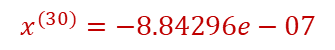 x⁽³⁰⁾ = −8.84296e − 07